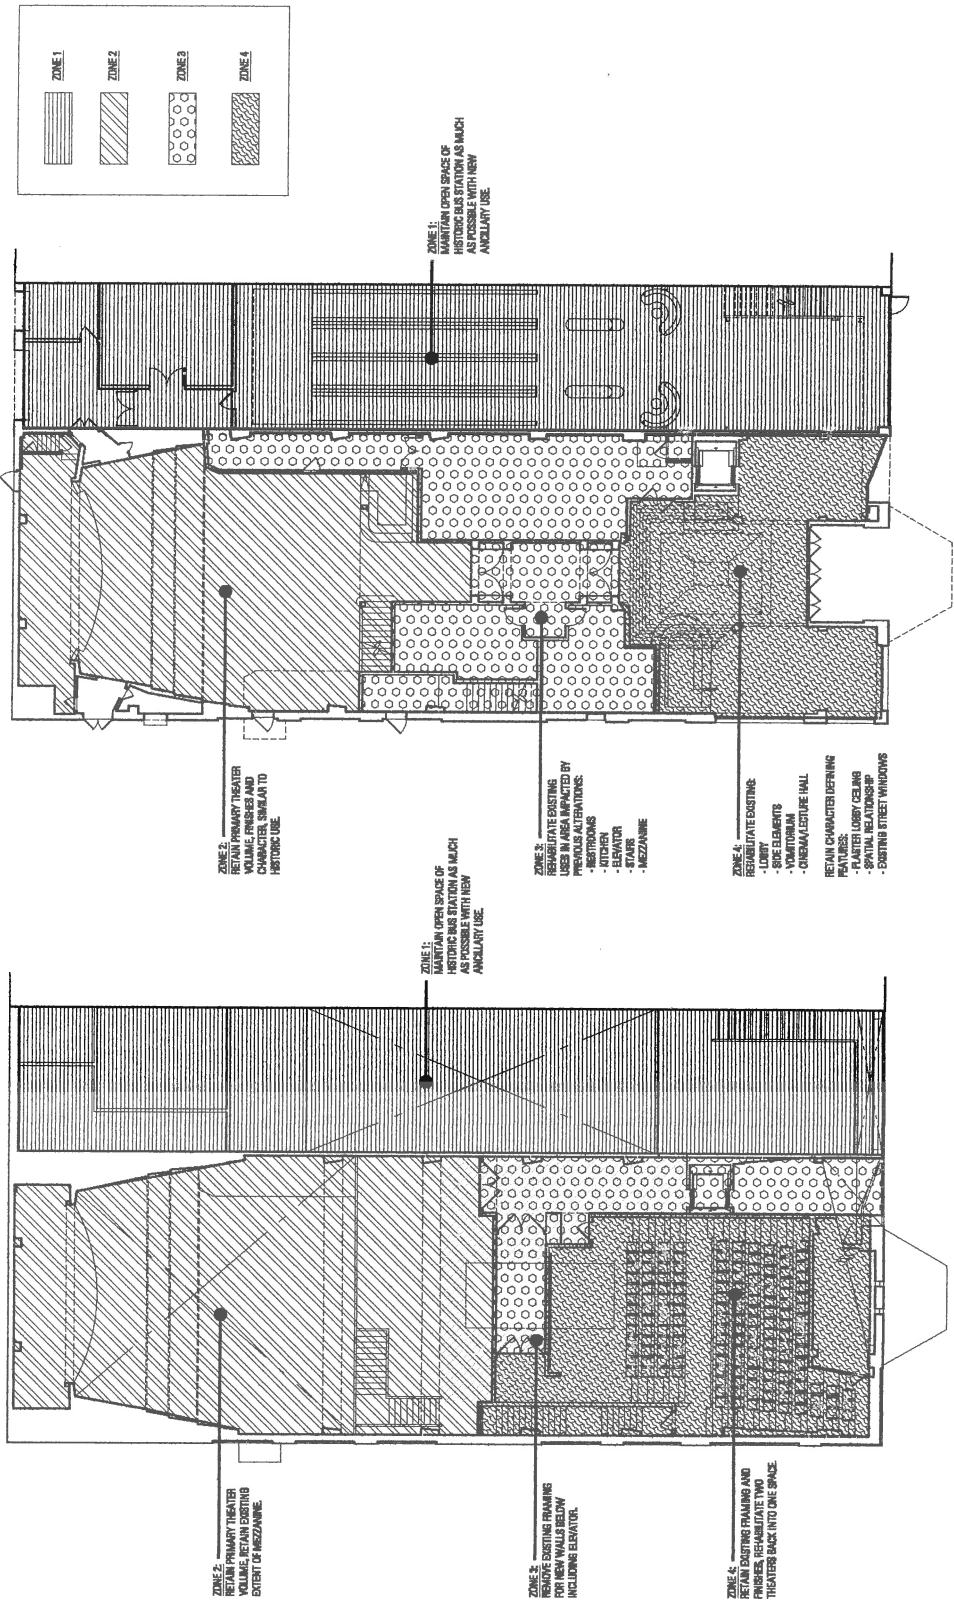 ZONE 1
ZONE 2
ZONE 3
ZONE 4
ZONE 1:
MAINTAIN OPEN SPACE OF
HISTORIC BUS STATION AS MUCH
AS POSSIBLE WITH NEW
ANCILLARY USE.
ZONE 2:
RETAIN PRIMARY THEATER
VOLUME, FINISHES AND
CHARACTER, SIMILAR TO
HISTORIC USE.
ZONE 3:
REHABILITATE EXISTING
USES IN AREA IMPACTED BY
PREVIOUS ALTERATIONS:
- RESTROOMS
- KITCHEN
- ELEVATOR
- STAIRS
- MEZZANINE
ZONE 4:
REHABILITATE EXISTING:
- LOBBY
- SIDE ELEMENTS
- VOMITORIUM
- CINEMA/LECTURE HALL
RETAIN CHARACTER DEFINING
FEATURES:
- PLASTER LOBBY CEILING
- SPATIAL RELATIONSHIP
- EXISTING STREET WINDOWS
ZONE 1:
MAINTAIN OPEN SPACE OF
HISTORIC BUS STATION AS MUCH
AS POSSIBLE WITH NEW
ANCILLARY USE.
ZONE 2:
RETAIN PRIMARY THEATER
VOLUME, RETAIN EXISTING
EXTENT OF MEZZANINE.
ZONE 3:
REMOVE EXISTING FRAMING
FOR NEW WALLS BELOW
INCLUDING ELEVATOR.
ZONE 4:
RETAIN EXISTING FRAMING AND
FINISHES, REHABILITATE TWO
THEATERS BACK INTO ONE SPACE.